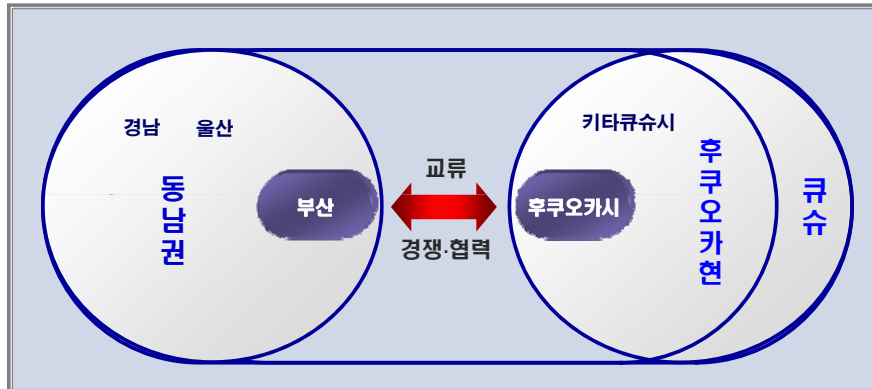 경남 울산
동남권
부산
교류
경쟁·협력
키타큐슈시
후쿠오카시
후쿠오카현
큐슈